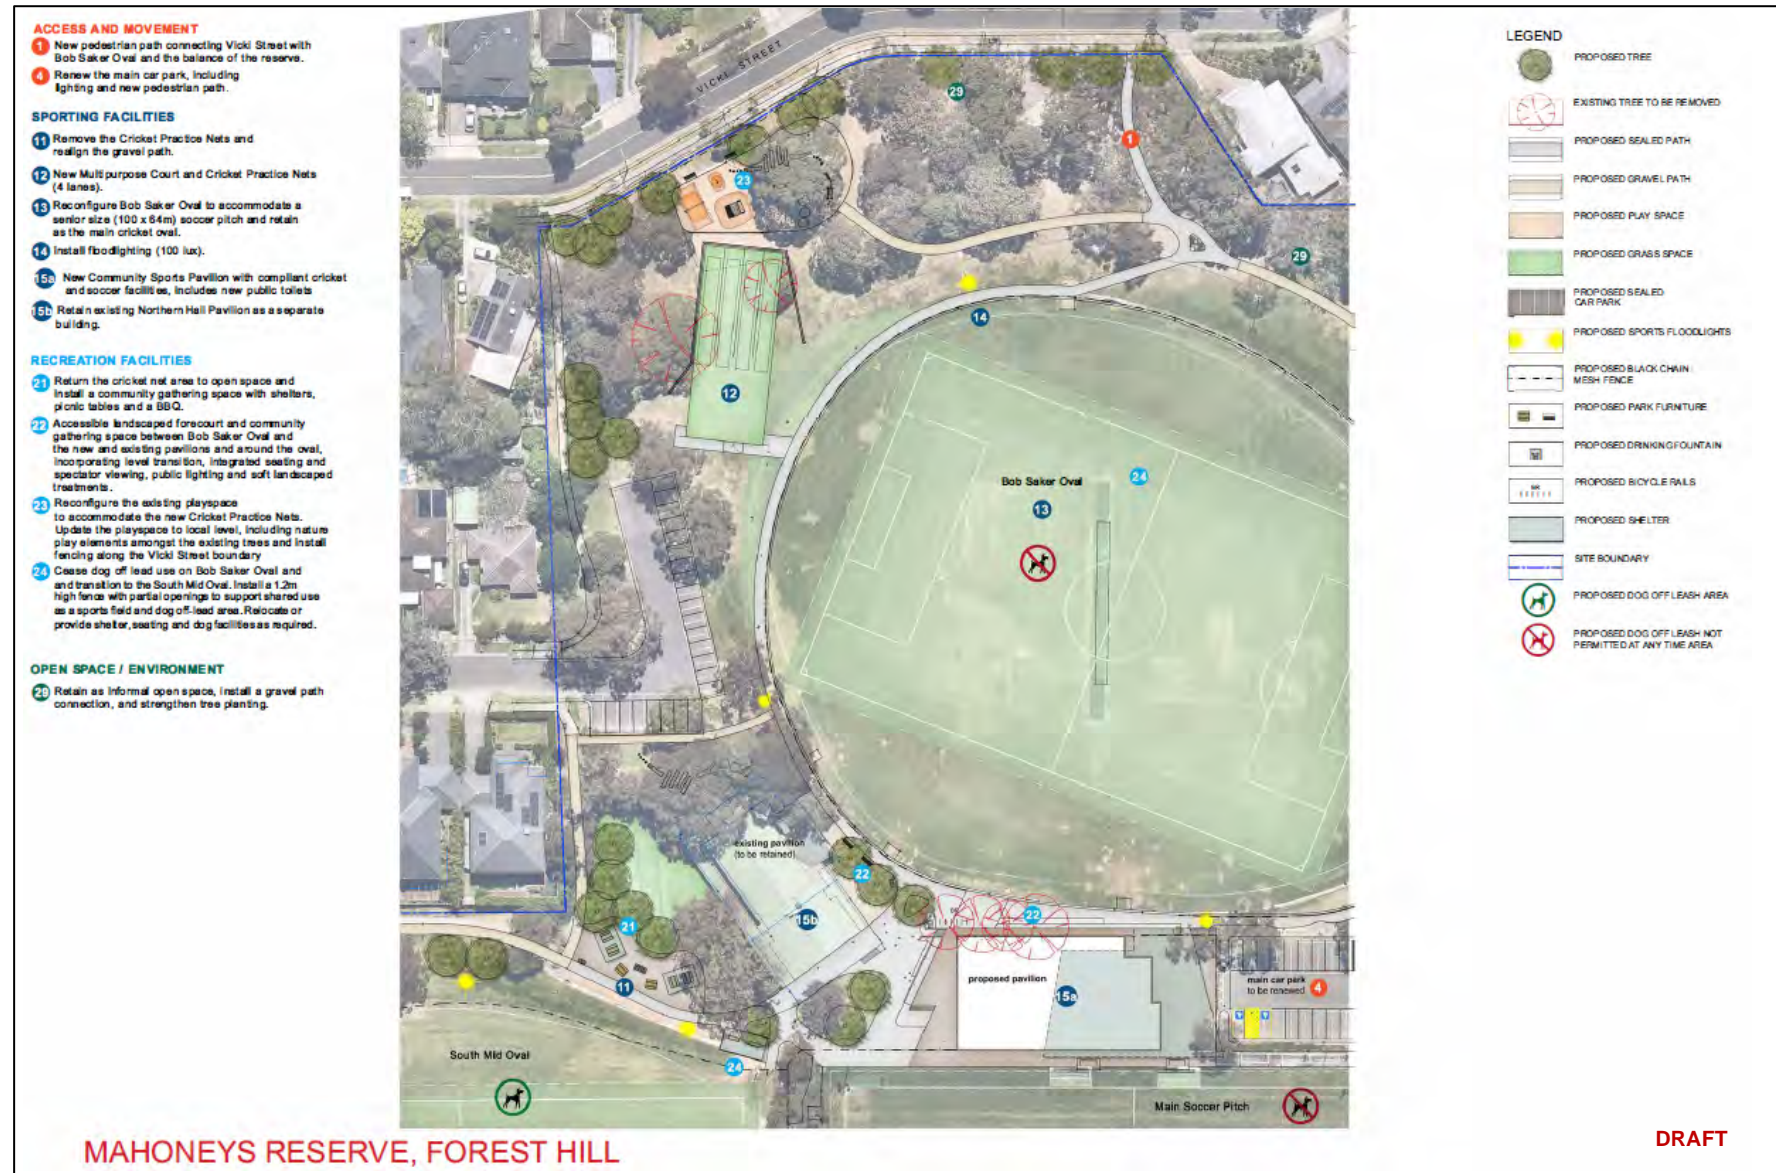 ACCESS AND MOVEMENT
1 New pedestrian path connecting Vicki Street with
Bob Saker Oval and the balance of the reserve.
4 Renew the main car park, including
lighting and new pedestrian path.
SPORTING FACILITIES
11 Remove the Cricket Practice Nets and
realign the gravel path.
12 New Multipurpose Court and Cricket Practice Nets
(4 lanes).
13 Reconfigure Bob Saker Oval to accommodate a
senior size (100 x 64m) soccer pitch and retain
as the main cricket oval.
14 Install floodlighting (100 lux).
15a New Community Sports Pavilion with compliant cricket
and soccer facilities, includes new public toilets
15b Retain existing Northern Hall Pavilion as a separate
building.
RECREATION FACILITIES
21 Return the cricket net area to open space and
install a community gathering space with shelters,
picnic tables and a BBQ.
22 Accessible landscaped forecourt and community
gathering space between Bob Saker Oval and
the new and existing pavilions and around the oval,
incorporating level transition, integrated seating and
spectator viewing, public lighting and soft landscaped
treatments.
23 Reconfigure the existing playspace
to accommodate the new Cricket Practice Nets.
Update the playspace to local level, including nature
play elements amongst the existing trees and install
fencing along the Vicki Street boundary
24 Cease dog off lead use on Bob Saker Oval and
and transition to the South Mid Oval. Install a 1.2m
high fence with partial openings to support shared use
as a sports field and dog off-lead area. Relocate or
provide shelter, seating and dog facilities as required.
OPEN SPACE / ENVIRONMENT
29 Retain as informal open space, install a gravel path
connection, and strengthen tree planting.
VICKI STREET
29
1
23
29
14
12
24
Bob Saker Oval
13
existing pavilion
(to be retained)
22
15b
22
21
proposed pavilion
main car park
to be renewed 4
11
15a
South Mid Oval
24
Main Soccer Pitch
LEGEND
PROPOSED TREE
EXISTING TREE TO BE REMOVED
PROPOSED SEALED PATH
PROPOSED GRAVEL PATH
PROPOSED PLAY SPACE
PROPOSED GRASS SPACE
PROPOSED SEALED
CAR PARK
PROPOSED SPORTS FLOODLIGHTS
PROPOSED BLACK CHAIN
MESH FENCE
PROPOSED PARK FURNITURE
PROPOSED DRINKING FOUNTAIN
PROPOSED BICYCLE RAILS
PROPOSED SHELTER
SITE BOUNDARY
PROPOSED DOG OFF LEASH AREA
PROPOSED DOG OFF LEASH NOT
PERMITTED AT ANY TIME AREA
MAHONEYS RESERVE, FOREST HILL
DRAFT